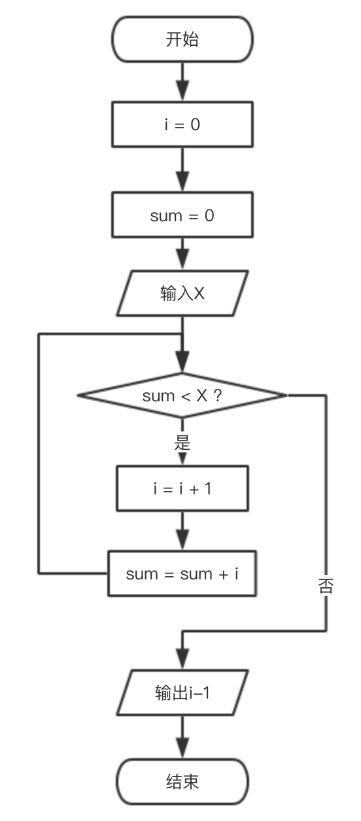 开始
i = 0
sum = 0
输入X
sum < X ?
是
i = i + 1
sum = sum + i
否
输出i-1
结束